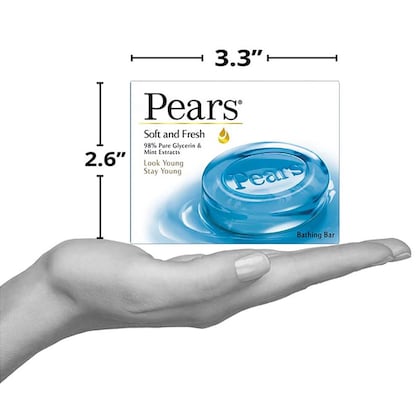 3.3”
2.6”
Pears®
Soft and Fresh
98% Pure Glycerin &
Mint Extracts
Look Young
Stay Young
Pears
Bathing Bar